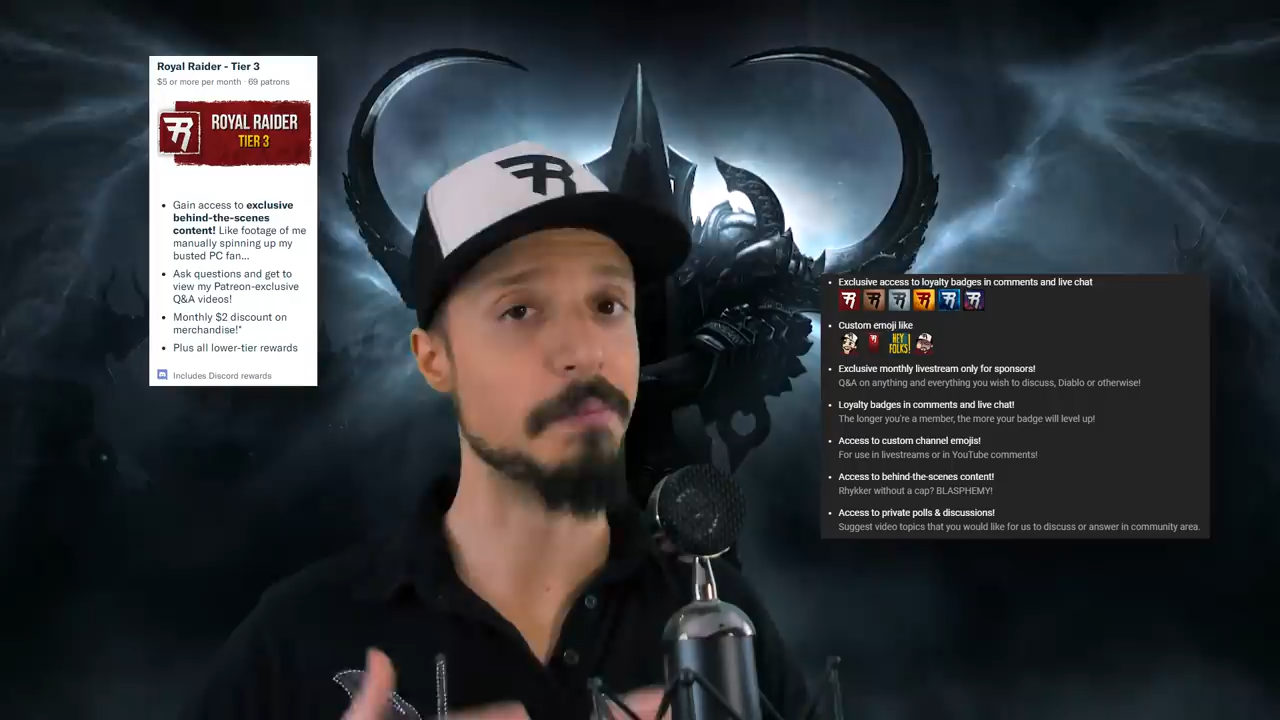 Royal Raider - Tier 3
$5 or more per month · 69 patrons
ROYAL RAIDER
TIER 3
• Gain access to exclusive
behind-the-scenes
content! Like footage of me
manually spinning up my
busted PC fan...
• Ask questions and get to
view my Patreon-exclusive
Q&A videos!
• Monthly $2 discount on
merchandise!*
• Plus all lower-tier rewards
Includes Discord rewards
• Exclusive access to loyalty badges in comments and live chat
• Custom emoji like
HEY
FOLKS!
• Exclusive monthly livestream only for sponsors!
Q&A on anything and everything you wish to discuss, Diablo or otherwise!
• Loyalty badges in comments and live chat!
The longer you're a member, the more your badge will level up!
• Access to custom channel emojis!
For use in livestreams or in YouTube comments!
• Access to behind-the-scenes content!
Rhykker without a cap? BLASPHEMY!
• Access to private polls & discussions!
Suggest video topics that you would like for us to discuss or answer in community area.